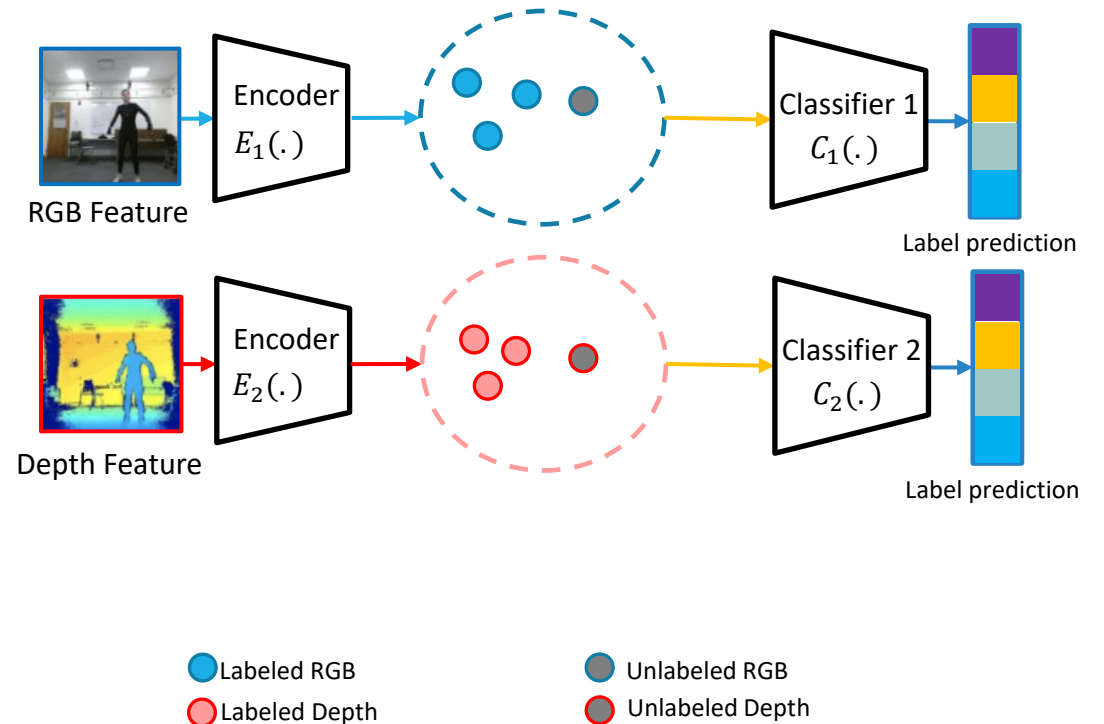 Encoder
E₁(.)
Classifier 1
C₁(.)
RGB Feature
Label prediction
Encoder
E₂(.)
Classifier 2
C₂(.)
Depth Feature
Label prediction
Labeled RGB
Unlabeled RGB
Labeled Depth
Unlabeled Depth